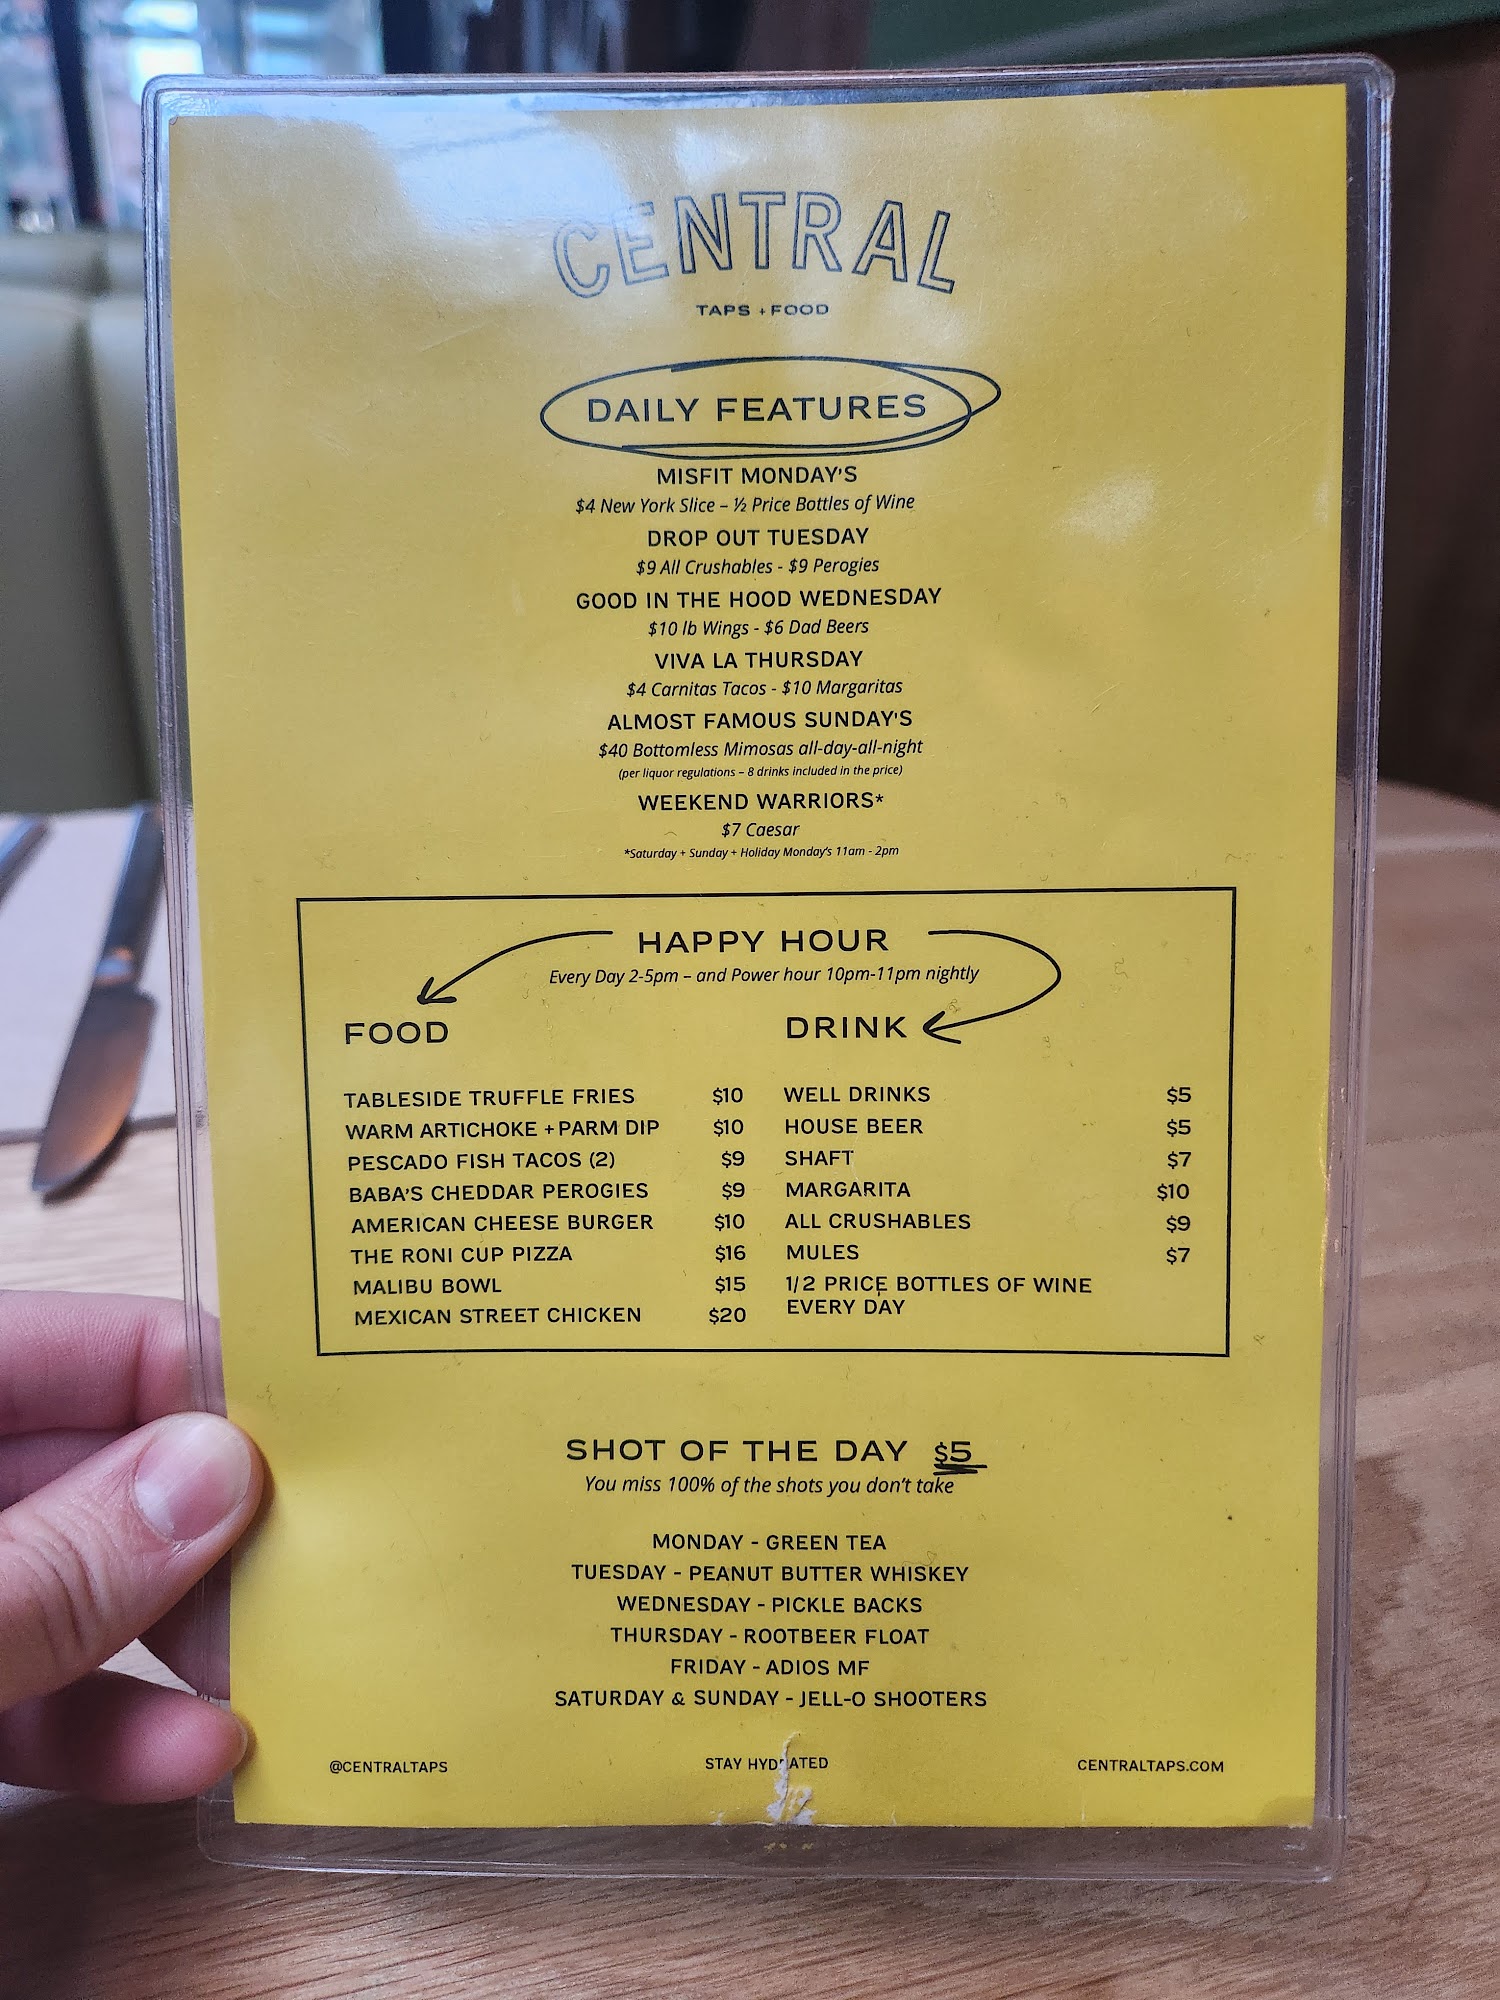 CENTRAL
TAPS + FOOD
DAILY FEATURES
MISFIT MONDAY'S
$4 New York Slice – ½ Price Bottles of Wine
DROP OUT TUESDAY
$9 All Crushables - $9 Perogies
GOOD IN THE HOOD WEDNESDAY
$10 lb Wings - $6 Dad Beers
VIVA LA THURSDAY
$4 Carnitas Tacos - $10 Margaritas
ALMOST FAMOUS SUNDAY'S
$40 Bottomless Mimosas all-day-all-night
(per liquor regulations – 8 drinks included in the price)
WEEKEND WARRIORS*
$7 Caesar
*Saturday + Sunday + Holiday Monday's 11am - 2pm
HAPPY HOUR
Every Day 2-5pm – and Power hour 10pm-11pm nightly
FOOD
TABLESIDE TRUFFLE FRIES $10
WARM ARTICHOKE + PARM DIP $10
PESCADO FISH TACOS (2) $9
BABA'S CHEDDAR PEROGIES $9
AMERICAN CHEESE BURGER $10
THE RONI CUP PIZZA $16
MALIBU BOWL $15
MEXICAN STREET CHICKEN $20
DRINK
WELL DRINKS $5
HOUSE BEER $5
SHAFT $7
MARGARITA $10
ALL CRUSHABLES $9
MULES $7
1/2 PRICE BOTTLES OF WINE
EVERY DAY
SHOT OF THE DAY $5
You miss 100% of the shots you don't take
MONDAY - GREEN TEA
TUESDAY - PEANUT BUTTER WHISKEY
WEDNESDAY - PICKLE BACKS
THURSDAY - ROOTBEER FLOAT
FRIDAY - ADIOS MF
SATURDAY & SUNDAY - JELL-O SHOOTERS
@CENTRALTAPS STAY HYDRATED CENTRALTAPS.COM